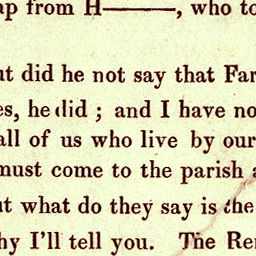 ap from H———, who to
ut did he not say that Far
es, he did ; and I have no
all of us who live by our
must come to the parish a
ut what do they say is the
hy I'll tell you. The Re